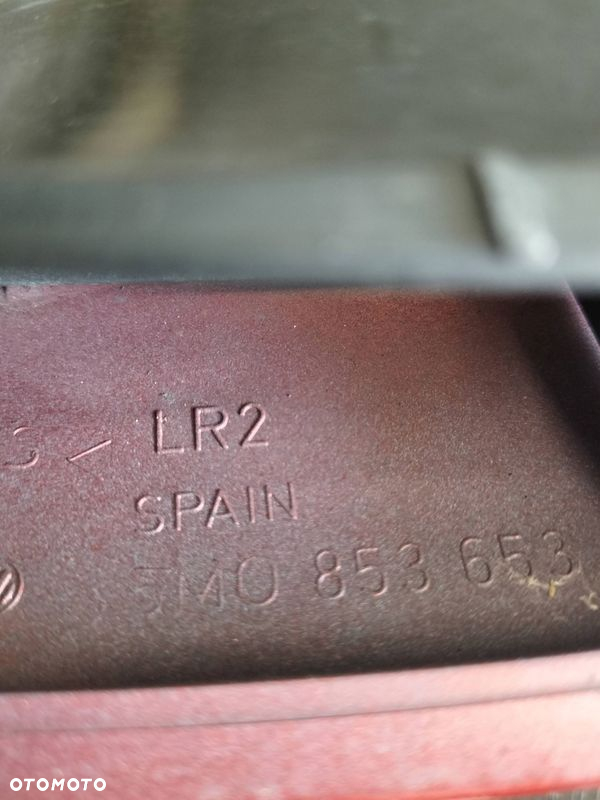 LR2
SPAIN
5M0 853 653
OTOMOTO